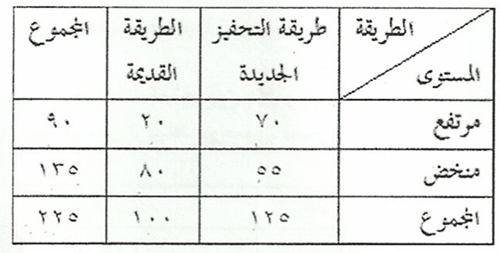 الطريقة طريقة التحفيز الطريقة المجموع
المستوى الجديدة القديمة
مرتفع ٧٠ ٢٠ ٩٠
منخض ٥٥ ٨٠ ١٣٥
المجموع ١٢٥ ١٠٠ ٢٢٥